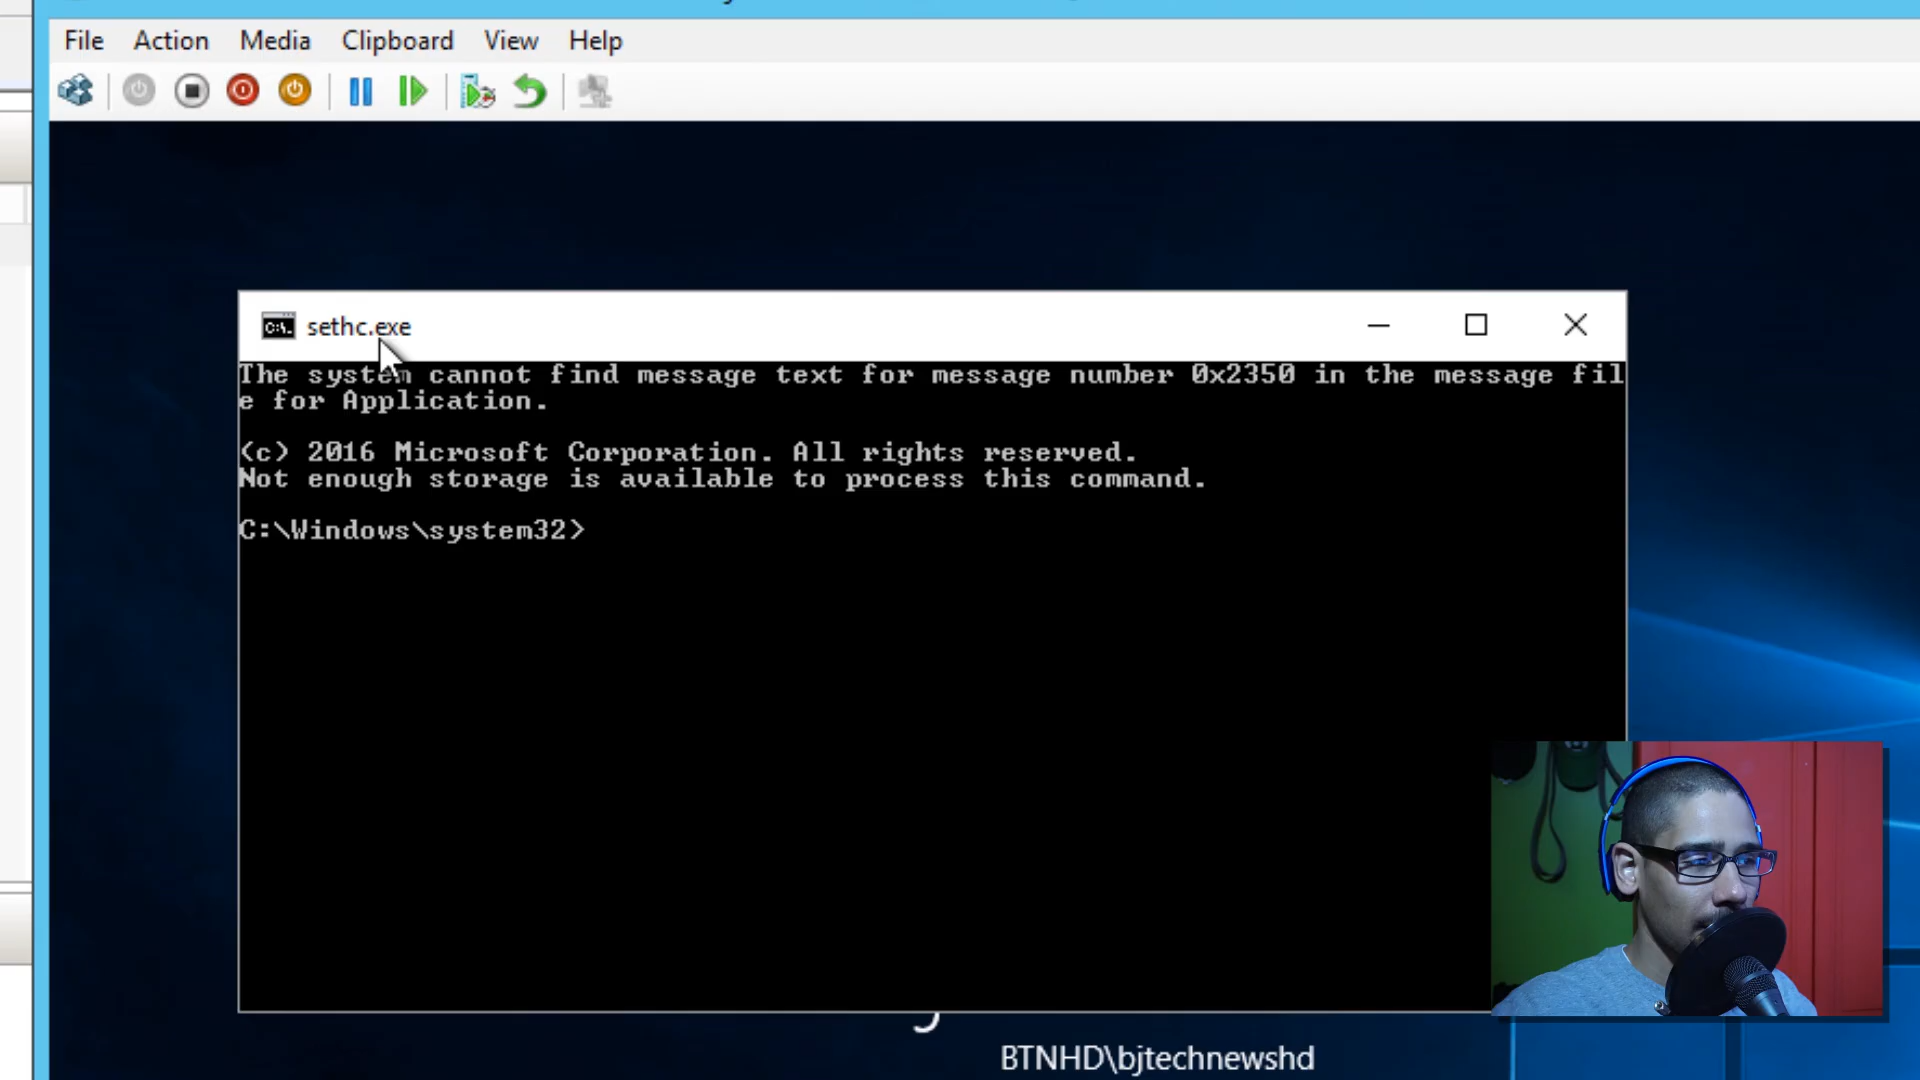 File Action Media Clipboard View Help
sethc.exe
The system cannot find message text for message number 0x2350 in the message fil
e for Application.
(c) 2016 Microsoft Corporation. All rights reserved.
Not enough storage is available to process this command.
C:\Windows\system32>
BTNHD\bjtechnewshd